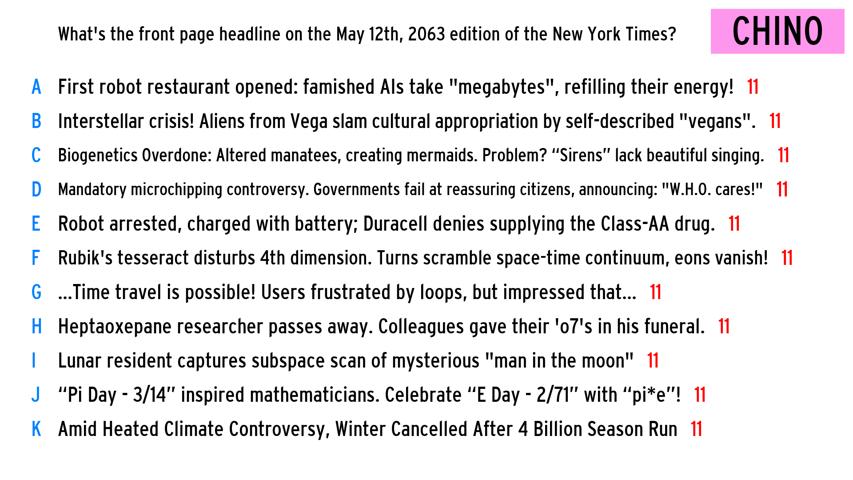 What's the front page headline on the May 12th, 2063 edition of the New York Times?
CHINO
A First robot restaurant opened: famished AIs take "megabytes", refilling their energy! 11
B Interstellar crisis! Aliens from Vega slam cultural appropriation by self-described "vegans". 11
C Biogenetics Overdone: Altered manatees, creating mermaids. Problem? “Sirens” lack beautiful singing. 11
D Mandatory microchipping controversy. Governments fail at reassuring citizens, announcing: "W.H.O. cares!" 11
E Robot arrested, charged with battery; Duracell denies supplying the Class-AA drug. 11
F Rubik's tesseract disturbs 4th dimension. Turns scramble space-time continuum, eons vanish! 11
G ...Time travel is possible! Users frustrated by loops, but impressed that... 11
H Heptaoxepane researcher passes away. Colleagues gave their 'o7's in his funeral. 11
I Lunar resident captures subspace scan of mysterious "man in the moon" 11
J “Pi Day - 3/14” inspired mathematicians. Celebrate “E Day - 2/71” with “pi*e”! 11
K Amid Heated Climate Controversy, Winter Cancelled After 4 Billion Season Run 11